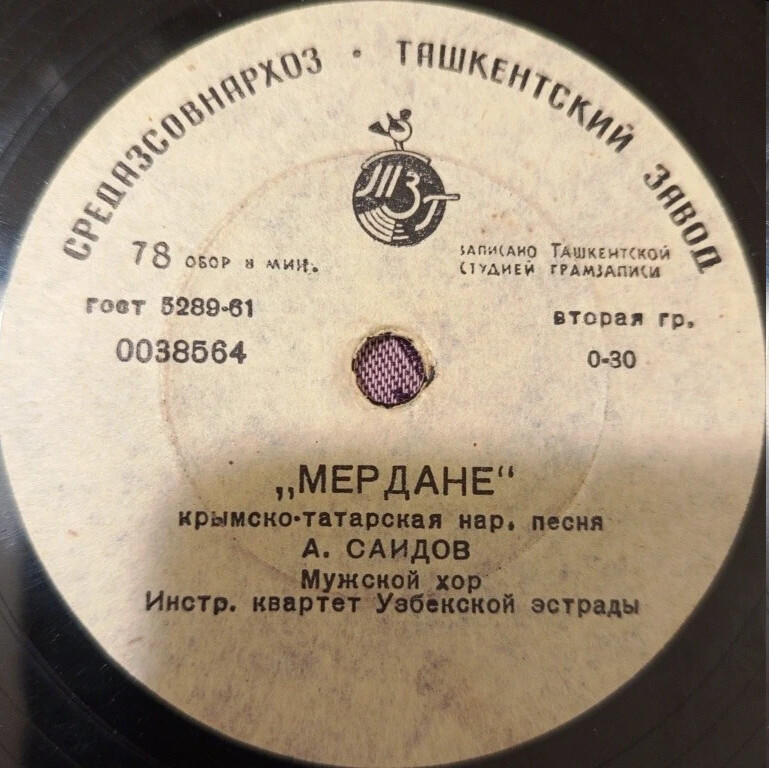 СРЕДАЗСОВНАРХОЗ · ТАШКЕНТСКИЙ ЗАВОД
ТЗГ
78 ОБОР В МИН.
ЗАПИСАНО ТАШКЕНТСКОЙ
СТУДИЕЙ ГРАМЗАПИСИ
ГОСТ 5289-61
вторая гр.
0038564
0-30
„МЕРДАНЕ“
крымско-татарская нар. песня
А. САИДОВ
Мужской хор
Инстр. квартет Узбекской эстрады